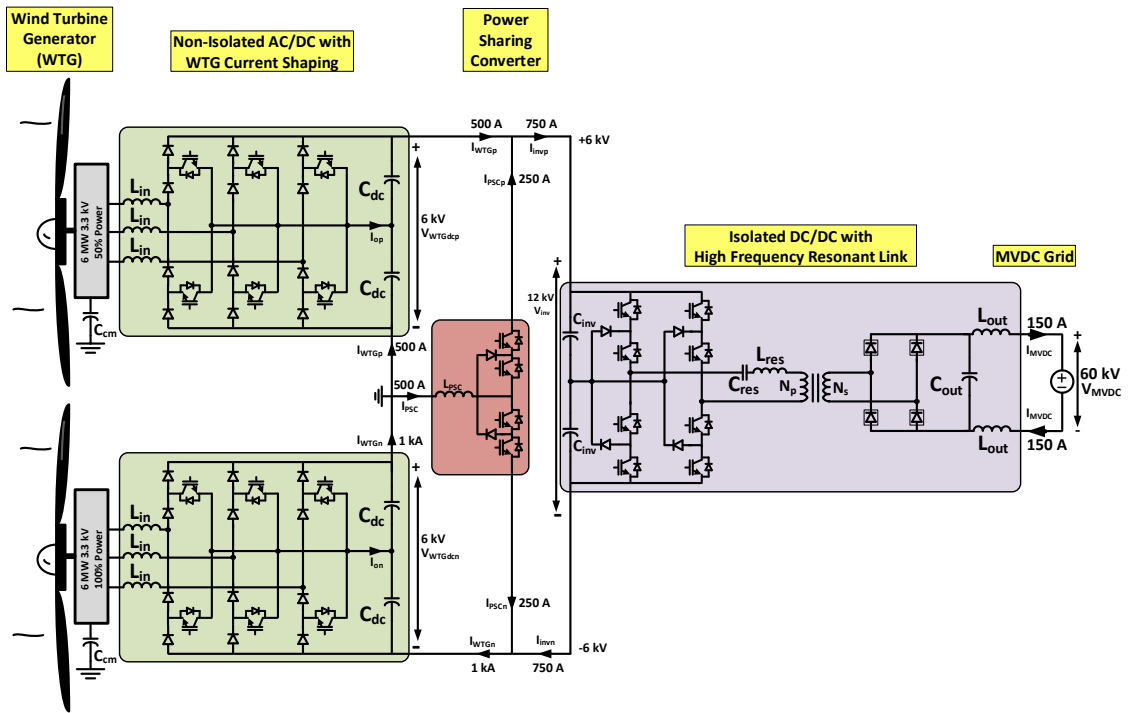 Wind Turbine
Generator
(WTG)
Non-Isolated AC/DC with
WTG Current Shaping
Power
Sharing
Converter
Isolated DC/DC with
High Frequency Resonant Link
MVDC Grid
6 MW 3.3 kV
50% Power
Lin
Lin
Lin
Ccm
Iop
Cdc
Cdc
+
6 kV
VWTGdcp
-
500 A
IWTGp
750 A
Iinvp
+6 kV
IPSCp
250 A
IWTGp
500 A
500 A
IPSC
LPSC
IWTGn
1 kA
+
12 kV
Vinv
-
Cinv
Cinv
Cres
Lres
Np
Ns
Cout
Lout
150 A
IMVDC
+
60 kV
VMVDC
-
IMVDC
150 A
Lout
6 MW 3.3 kV
100% Power
Lin
Lin
Lin
Ccm
Ion
Cdc
Cdc
+
6 kV
VWTGdcn
-
IPSCn
250 A
IWTGn
1 kA
Iinvn
750 A
-6 kV